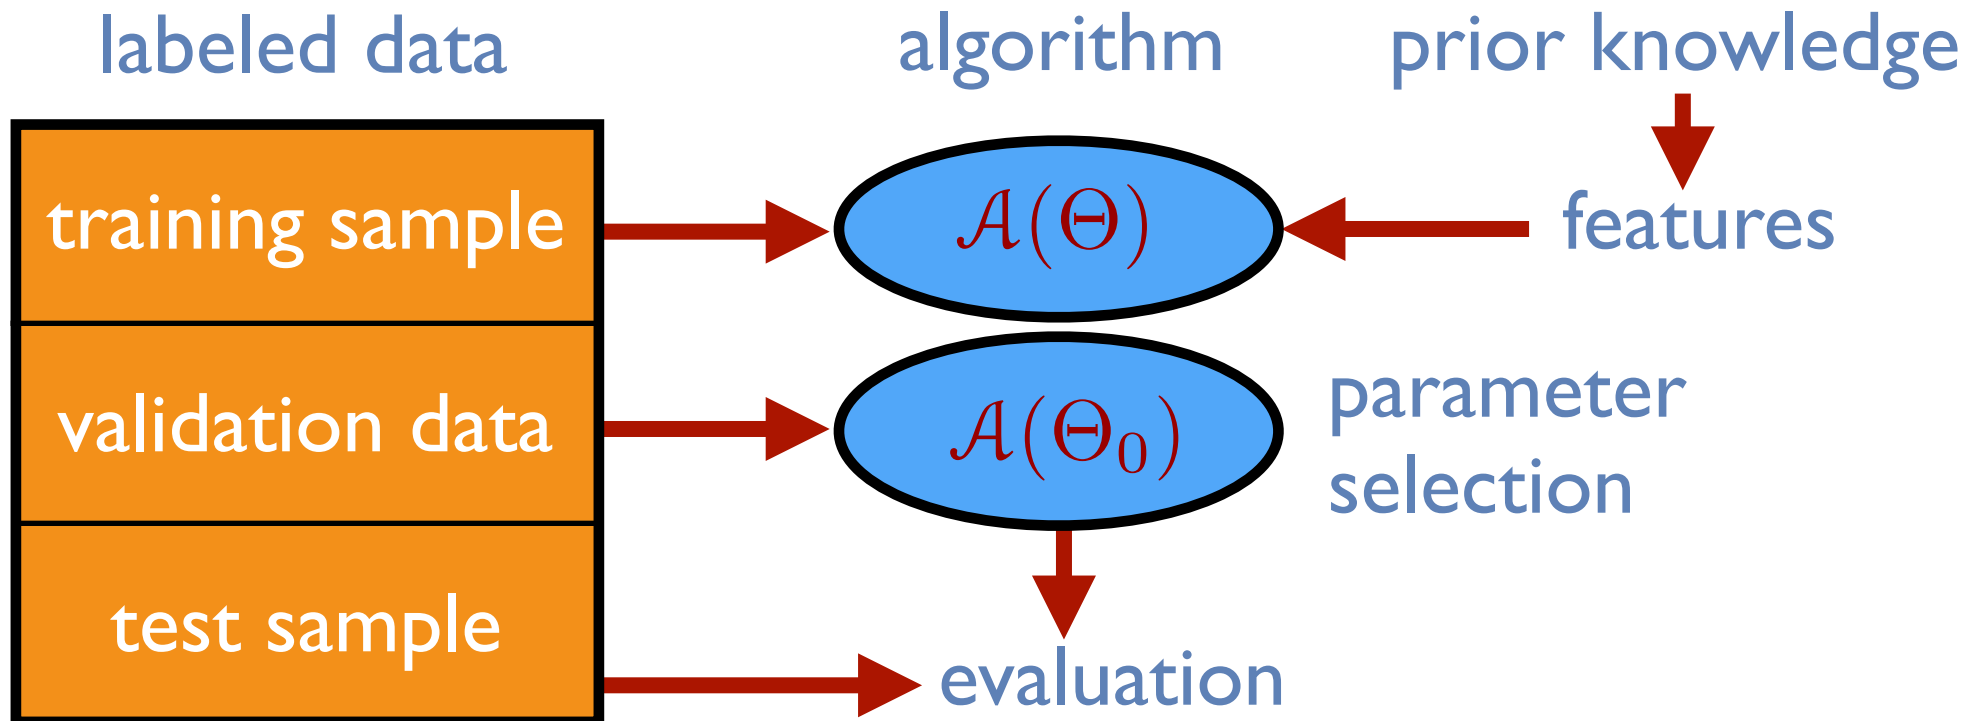 labeled data
algorithm
prior knowledge
training sample
𝒜(Θ)
features
validation data
𝒜(Θ₀)
parameter
selection
test sample
evaluation